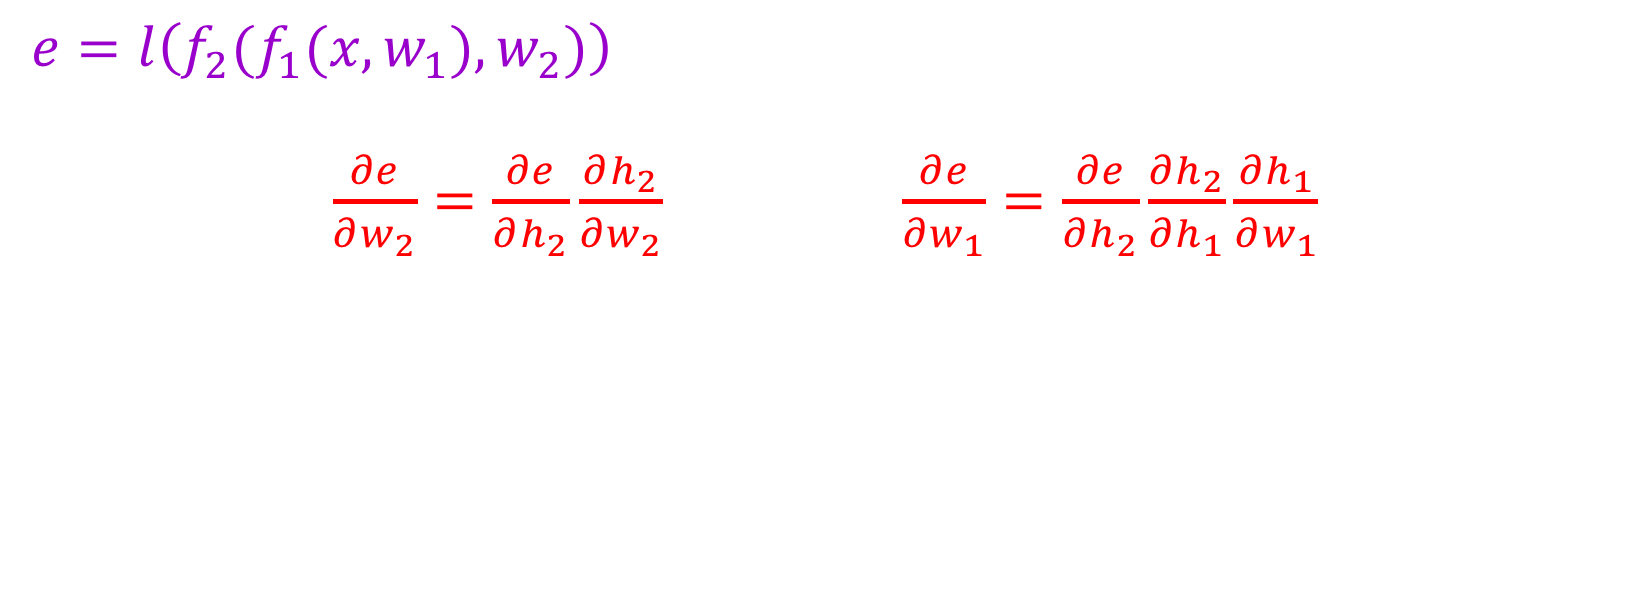 e = l(f₂(f₁(x, w₁), w₂))
∂e/∂w₂ = ∂e/∂h₂ ∂h₂/∂w₂    ∂e/∂w₁ = ∂e/∂h₂ ∂h₂/∂h₁ ∂h₁/∂w₁